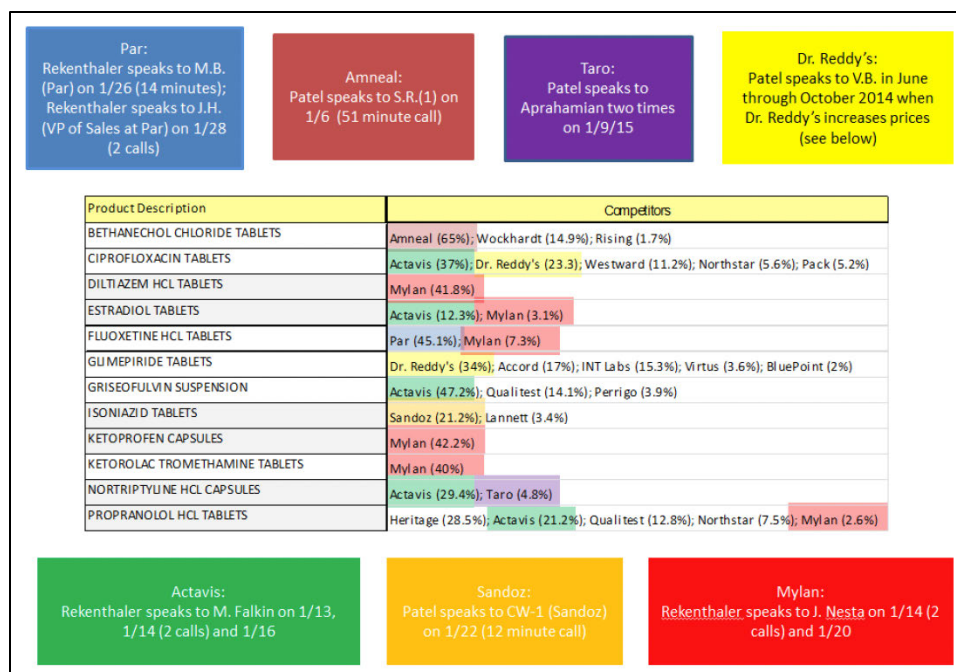 Par:
Rekenthaler speaks to M.B.
(Par) on 1/26 (14 minutes);
Rekenthaler speaks to J.H.
(VP of Sales at Par) on 1/28
(2 calls)
Amneal:
Patel speaks to S.R.(1) on
1/6 (51 minute call)
Taro:
Patel speaks to
Aprahamian two times
on 1/9/15
Dr. Reddy's:
Patel speaks to V.B. in June
through October 2014 when
Dr. Reddy's increases prices
(see below)
Product Description Competitors
BETHANECHOL CHLORIDE TABLETS Amneal (65%); Wockhardt (14.9%); Rising (1.7%)
CIPROFLOXACIN TABLETS Actavis (37%); Dr. Reddy's (23.3); Westward (11.2%); Northstar (5.6%); Pack (5.2%)
DILTIAZEM HCL TABLETS Mylan (41.8%)
ESTRADIOL TABLETS Actavis (12.3%); Mylan (3.1%)
FLUOXETINE HCL TABLETS Par (45.1%); Mylan (7.3%)
GLIMEPIRIDE TABLETS Dr. Reddy's (34%); Accord (17%); INT Labs (15.3%); Virtus (3.6%); BluePoint (2%)
GRISEOFULVIN SUSPENSION Actavis (47.2%); Qualitest (14.1%); Perrigo (3.9%)
ISONIAZID TABLETS Sandoz (21.2%); Lannett (3.4%)
KETOPROFEN CAPSULES Mylan (42.2%)
KETOROLAC TROMETHAMINE TABLETS Mylan (40%)
NORTRIPTYLINE HCL CAPSULES Actavis (29.4%); Taro (4.8%)
PROPRANOLOL HCL TABLETS Heritage (28.5%); Actavis (21.2%); Qualitest (12.8%); Northstar (7.5%); Mylan (2.6%)
Actavis:
Rekenthaler speaks to M. Falkin on 1/13,
1/14 (2 calls) and 1/16
Sandoz:
Patel speaks to CW-1 (Sandoz)
on 1/22 (12 minute call)
Mylan:
Rekenthaler speaks to J. Nesta on 1/14 (2
calls) and 1/20